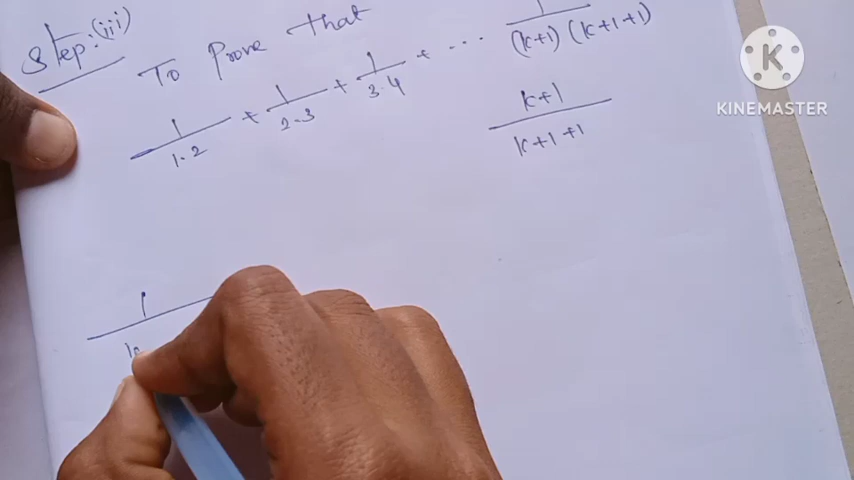 Step:(iii)
To Prove that
1/1.2 + 1/2.3 + 1/3.4 + ... 1/(k+1)(k+1+1)
k+1/k+1+1
1
K
KINEMASTER